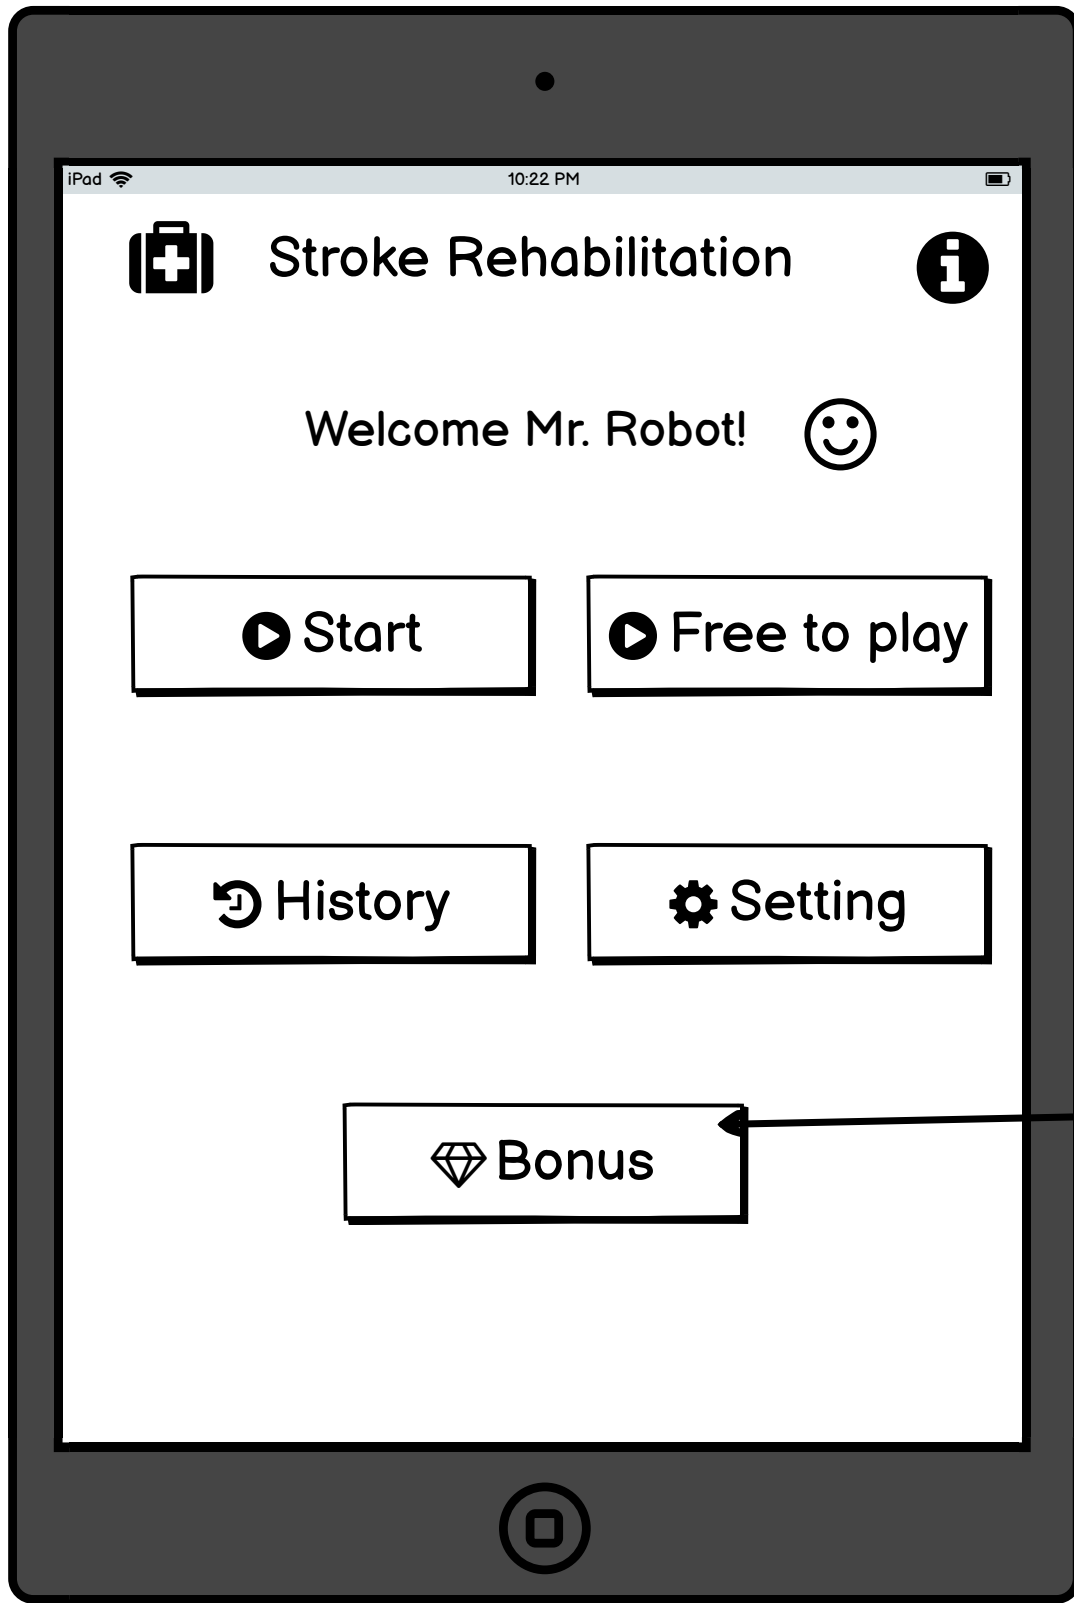 iPad 10:22 PM
Stroke Rehabilitation
Welcome Mr. Robot!
Start
Free to play
History
Setting
Bonus